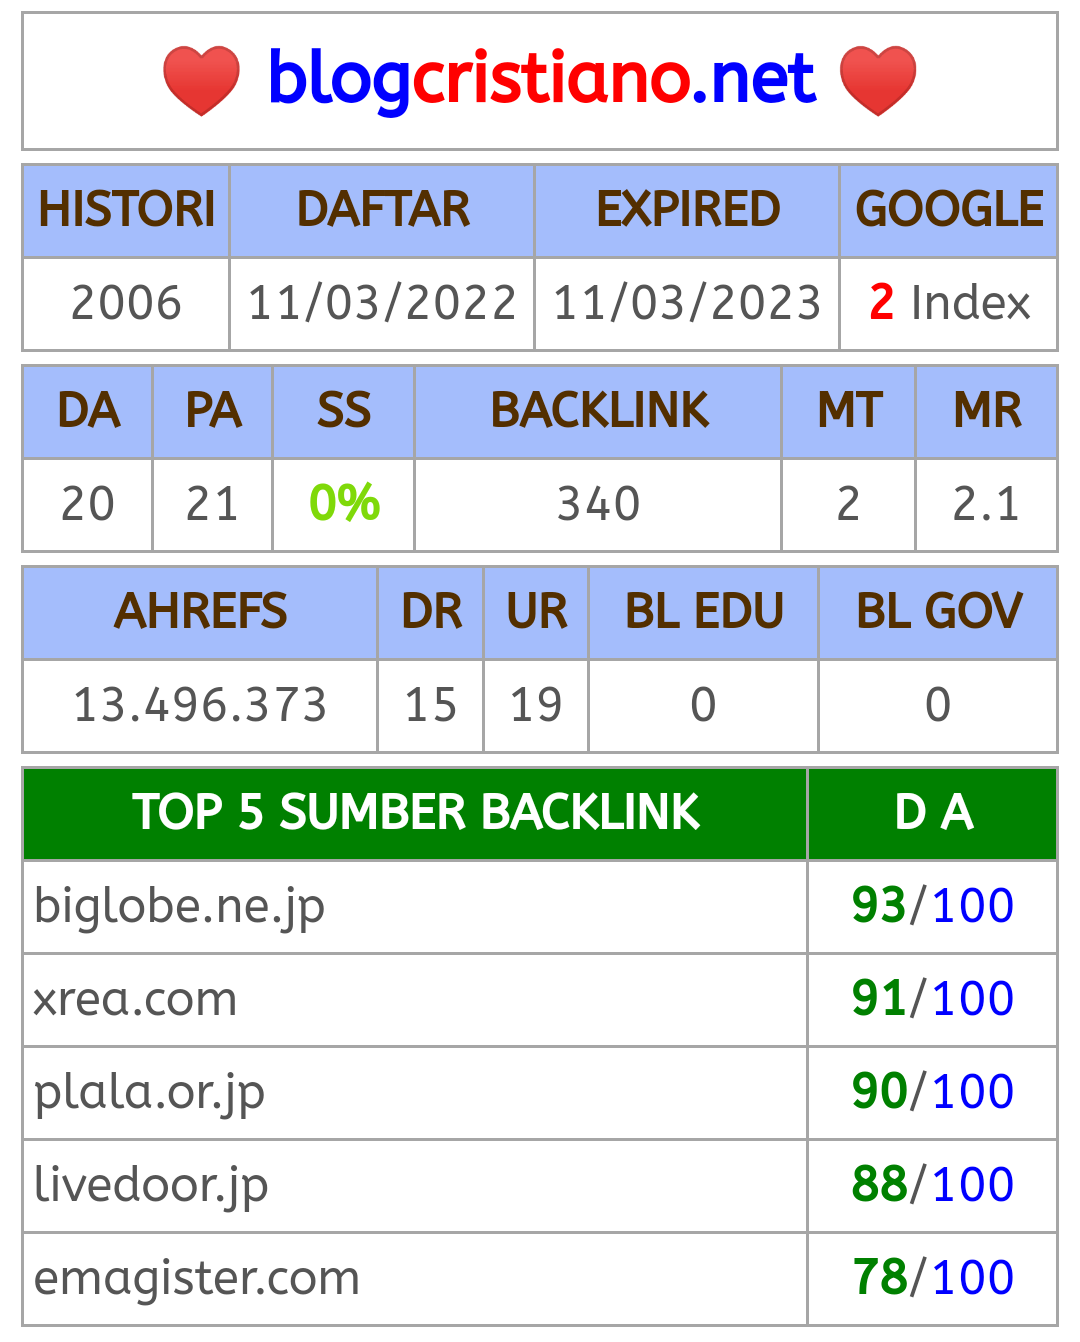 blogcristiano.net
HISTORI DAFTAR EXPIRED GOOGLE
2006 11/03/2022 11/03/2023 2 Index
DA PA SS BACKLINK MT MR
20 21 0% 340 2 2.1
AHREFS DR UR BL EDU BL GOV
13.496.373 15 19 0 0
TOP 5 SUMBER BACKLINK D A
biglobe.ne.jp 93/100
xrea.com 91/100
plala.or.jp 90/100
livedoor.jp 88/100
emagister.com 78/100